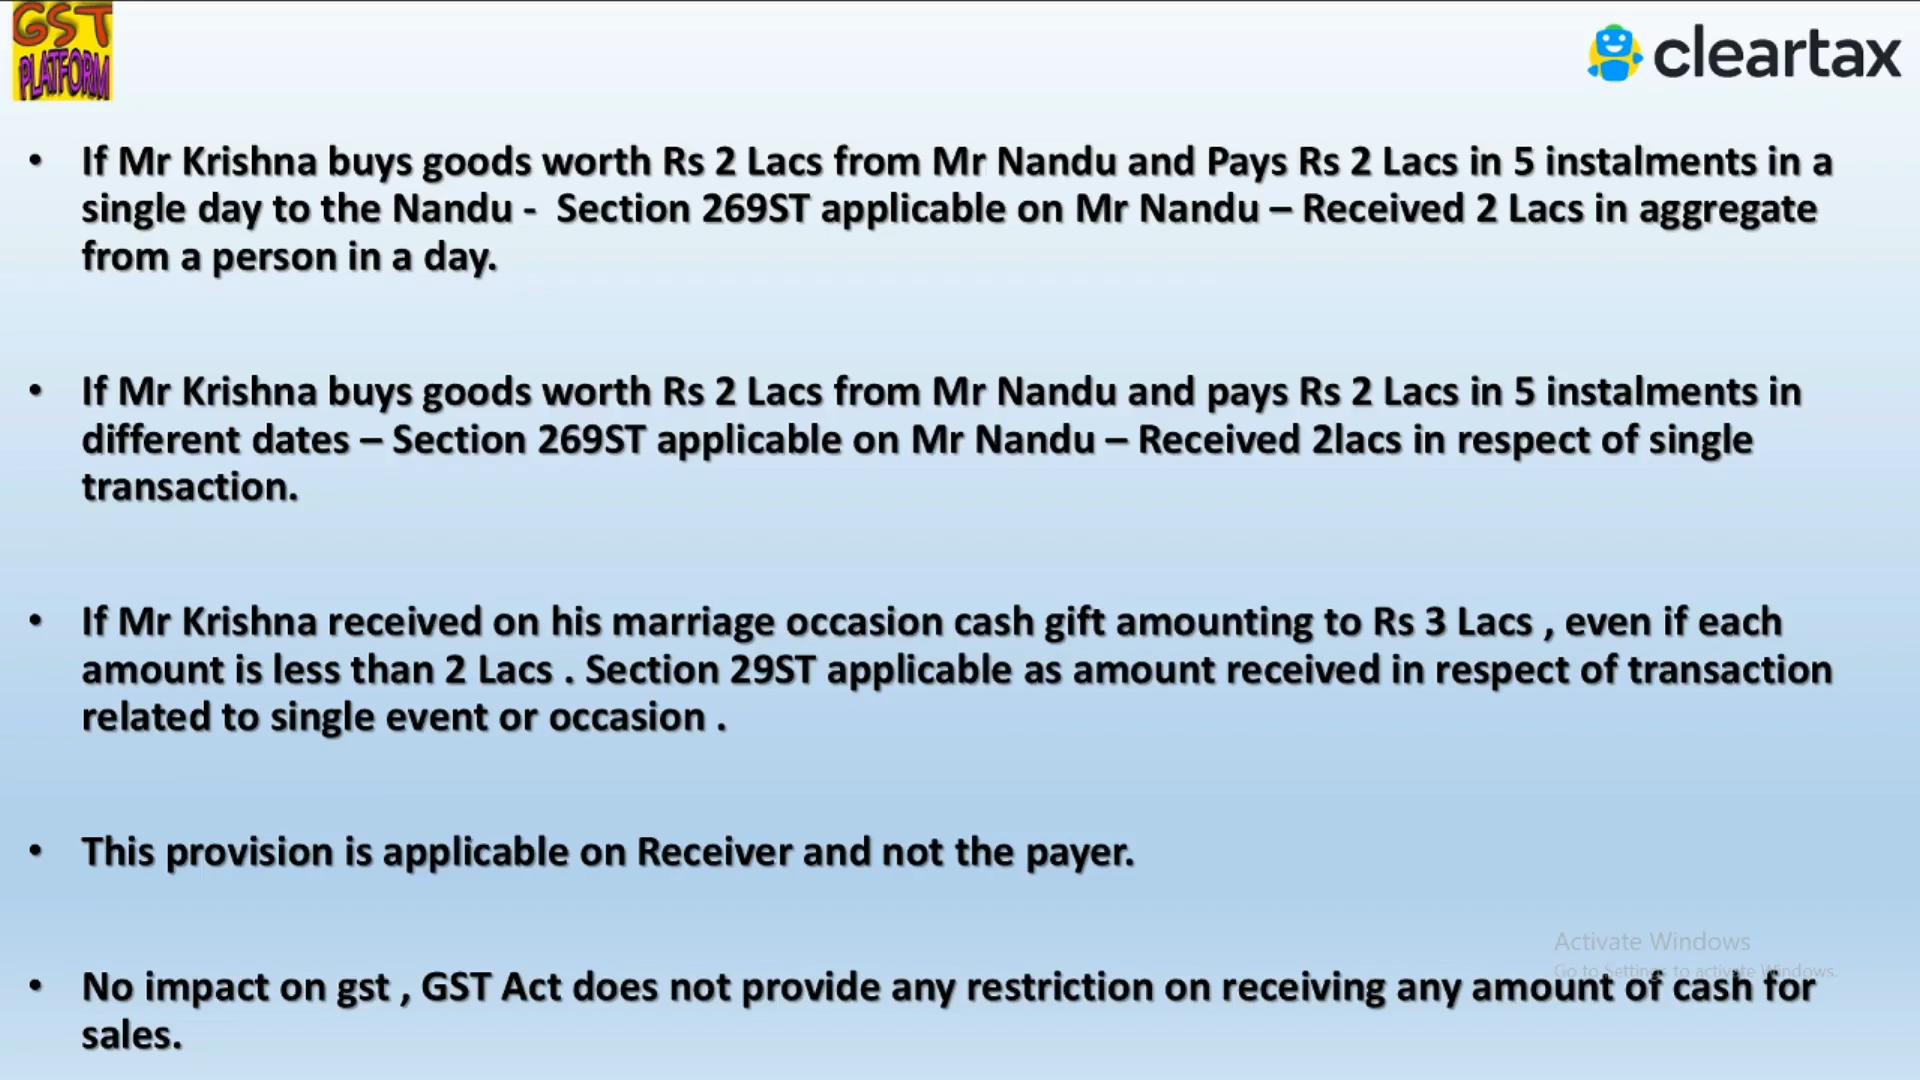 GST
PLATFORM
cleartax
• If Mr Krishna buys goods worth Rs 2 Lacs from Mr Nandu and Pays Rs 2 Lacs in 5 instalments in a
single day to the Nandu - Section 269ST applicable on Mr Nandu – Received 2 Lacs in aggregate
from a person in a day.
• If Mr Krishna buys goods worth Rs 2 Lacs from Mr Nandu and pays Rs 2 Lacs in 5 instalments in
different dates – Section 269ST applicable on Mr Nandu – Received 2lacs in respect of single
transaction.
• If Mr Krishna received on his marriage occasion cash gift amounting to Rs 3 Lacs , even if each
amount is less than 2 Lacs . Section 29ST applicable as amount received in respect of transaction
related to single event or occasion .
• This provision is applicable on Receiver and not the payer.
Activate Windows
Go to Settings to activate Windows.
• No impact on gst , GST Act does not provide any restriction on receiving any amount of cash for
sales.